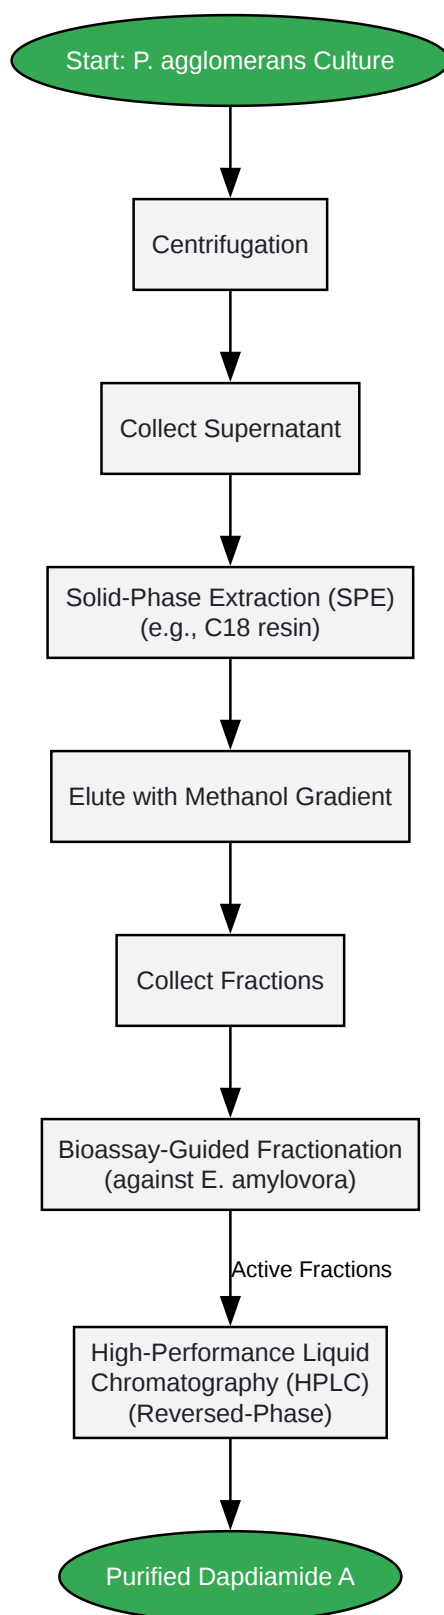 Start: P. agglomerans Culture
Centrifugation
Collect Supernatant
Solid-Phase Extraction (SPE)
(e.g., C18 resin)
Elute with Methanol Gradient
Collect Fractions
Bioassay-Guided Fractionation
(against E. amylovora)
Active Fractions
High-Performance Liquid
Chromatography (HPLC)
(Reversed-Phase)
Purified Dapdiamide A